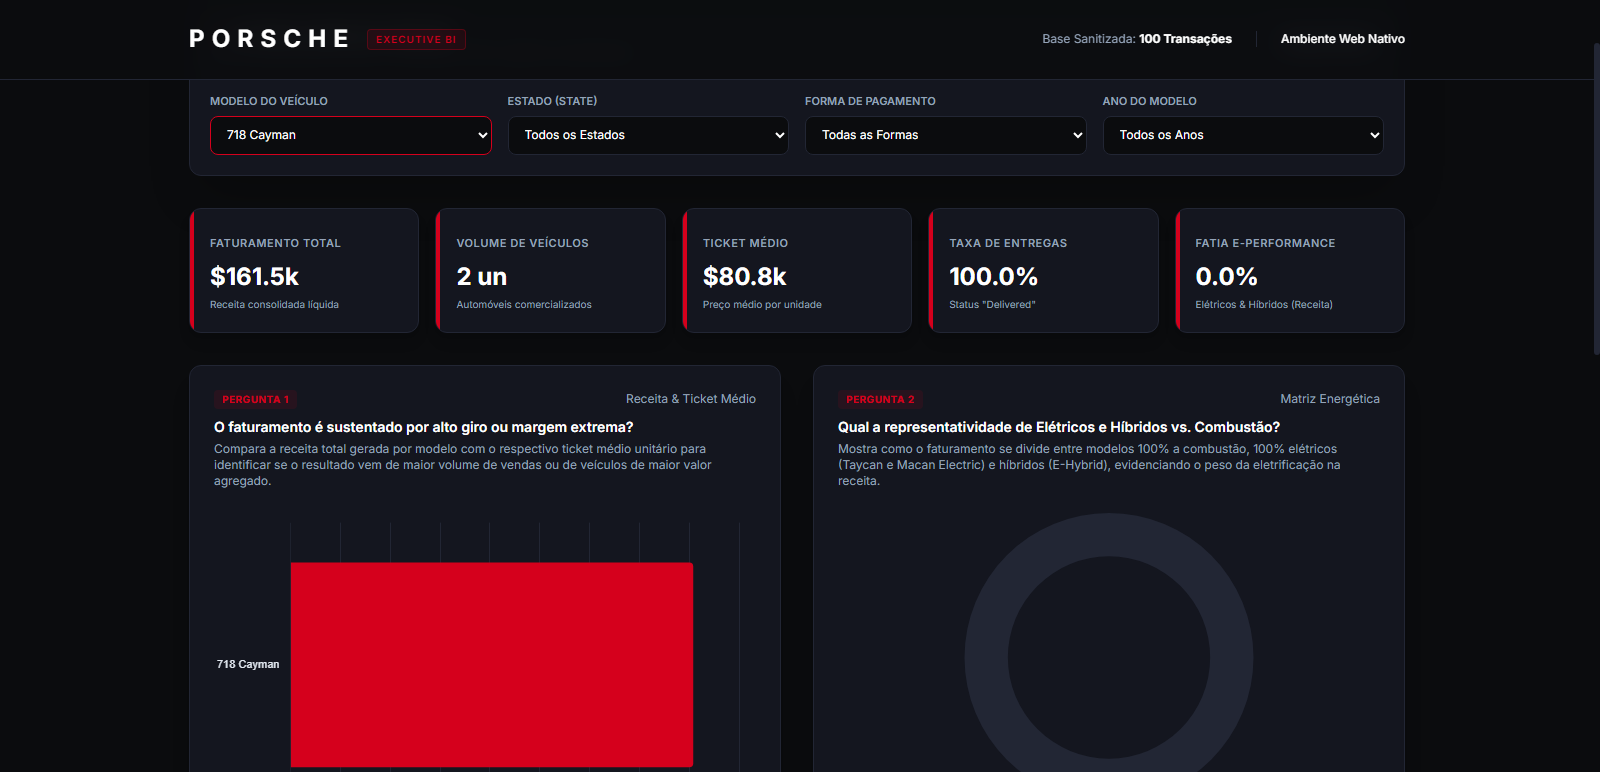 PORSCHE EXECUTIVE BI Base Sanitizada: 100 Transações Ambiente Web Nativo
MODELO DO VEÍCULO ESTADO (STATE) FORMA DE PAGAMENTO ANO DO MODELO
718 Cayman Todos os Estados Todas as Formas Todos os Anos
FATURAMENTO TOTAL
$161.5k
Receita consolidada líquida
VOLUME DE VEÍCULOS
2 un
Automóveis comercializados
TICKET MÉDIO
$80.8k
Preço médio por unidade
TAXA DE ENTREGAS
100.0%
Status "Delivered"
FATIA E-PERFORMANCE
0.0%
Elétricos & Híbridos (Receita)
PERGUNTA 1 Receita & Ticket Médio
O faturamento é sustentado por alto giro ou margem extrema?
Compara a receita total gerada por modelo com o respectivo ticket médio unitário para
identificar se o resultado vem de maior volume de vendas ou de veículos de maior valor
agregado.
718 Cayman
PERGUNTA 2 Matriz Energética
Qual a representatividade de Elétricos e Híbridos vs. Combustão?
Mostra como o faturamento se divide entre modelos 100% a combustão, 100% elétricos
(Taycan e Macan Electric) e híbridos (E-Hybrid), evidenciando o peso da eletrificação na
receita.